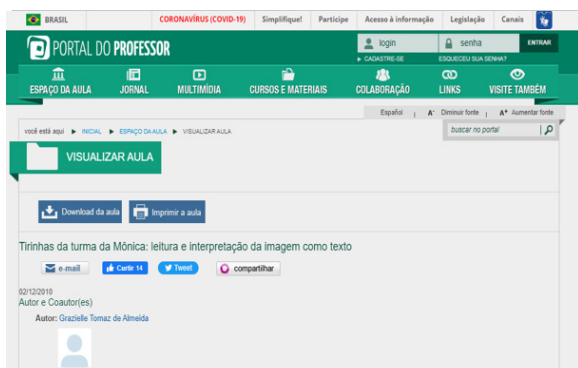 BRASIL CORONAVÍRUS (COVID-19) Simplifique! Participe Acesso à informação Legislação Canais
PORTAL DO PROFESSOR
login senha ENTRAR
CADASTRE-SE ESQUECEU SUA SENHA?
ESPAÇO DA AULA JORNAL MULTIMÍDIA CURSOS E MATERIAIS COLABORAÇÃO LINKS VISITE TAMBÉM
Español | A- Diminuir fonte | A+ Aumentar fonte
você está aqui ▶ INICIAL ▶ ESPAÇO DA AULA ▶ VISUALIZAR AULA buscar no portal
VISUALIZAR AULA
Download da aula Imprimir a aula
Tirinhas da turma da Mônica: leitura e interpretação da imagem como texto
e-mail Curtir 14 Tweet compartilhar
02/12/2010
Autor e Coautor(es)
Autor: Grazielle Tomaz de Almeida